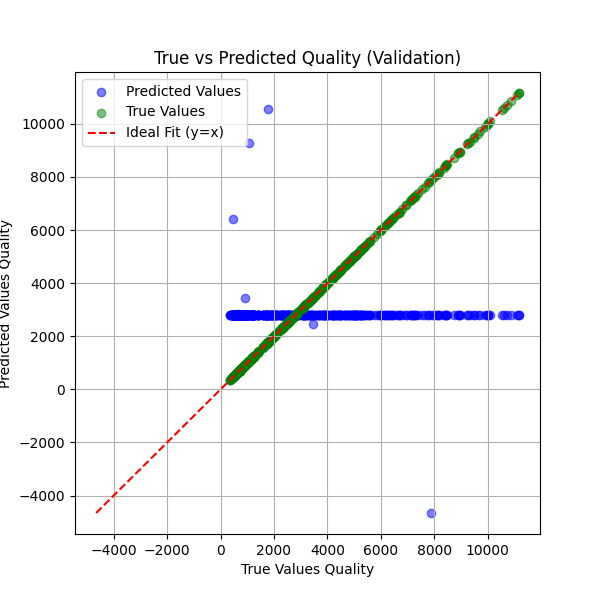 True vs Predicted Quality (Validation)
Predicted Values
True Values
Ideal Fit (y=x)
Predicted Values Quality
10000
8000
6000
4000
2000
0
−2000
−4000
−4000 −2000 0 2000 4000 6000 8000 10000
True Values Quality